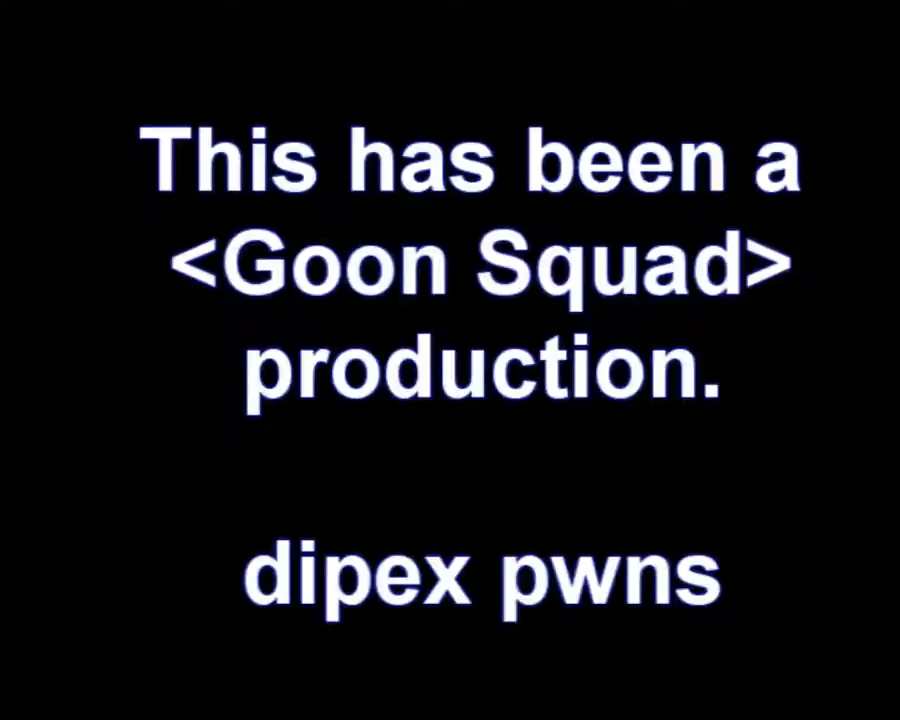 This has been a
<Goon Squad>
production.
dipex pwns